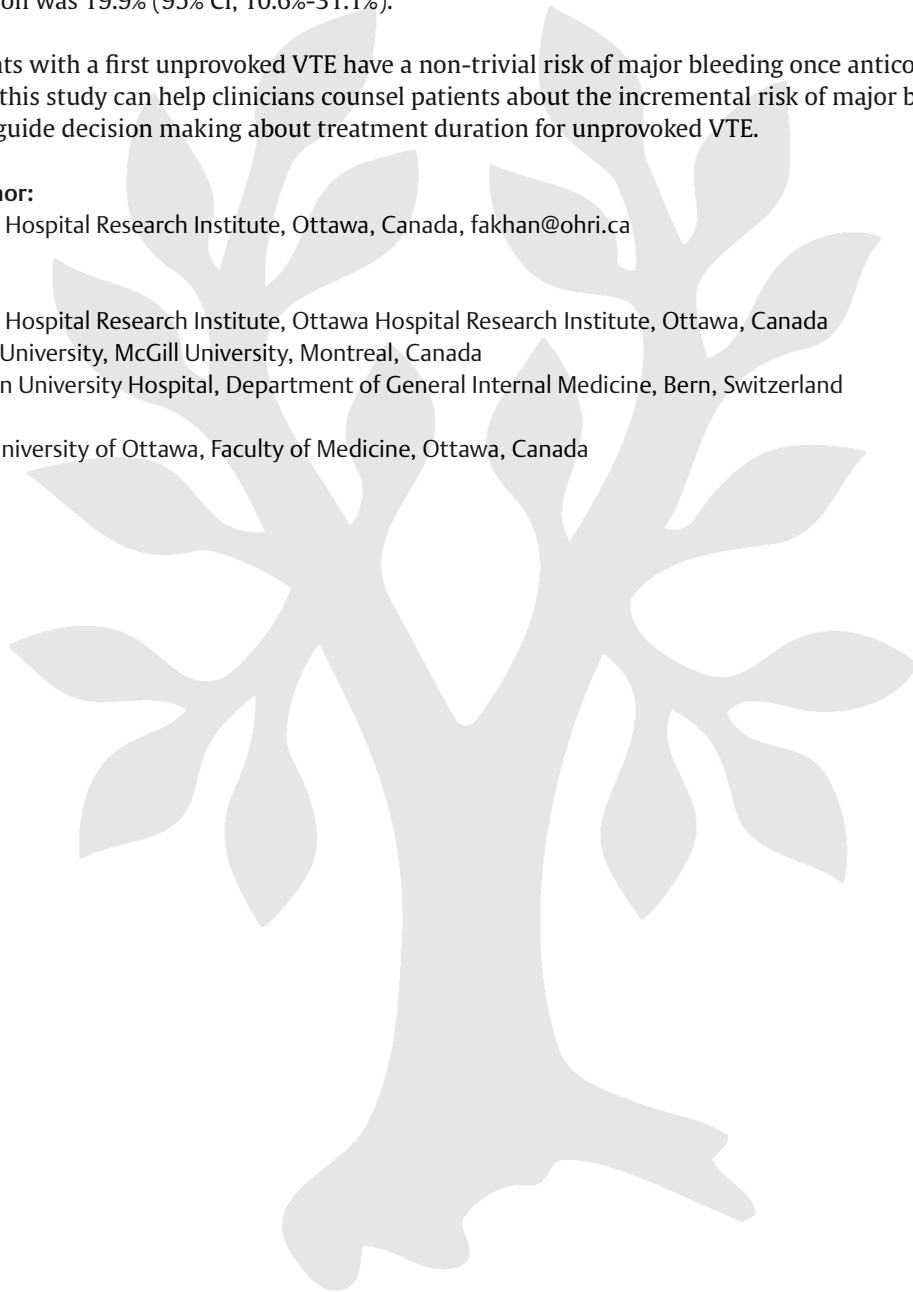 on was 19.9% (95% CI, 10.6%-31.1%).
ts with a first unprovoked VTE have a non-trivial risk of major bleeding once antico
this study can help clinicians counsel patients about the incremental risk of major b
guide decision making about treatment duration for unprovoked VTE.
or:
Hospital Research Institute, Ottawa, Canada, fakhan@ohri.ca
Hospital Research Institute, Ottawa Hospital Research Institute, Ottawa, Canada
University, McGill University, Montreal, Canada
n University Hospital, Department of General Internal Medicine, Bern, Switzerland
niversity of Ottawa, Faculty of Medicine, Ottawa, Canada